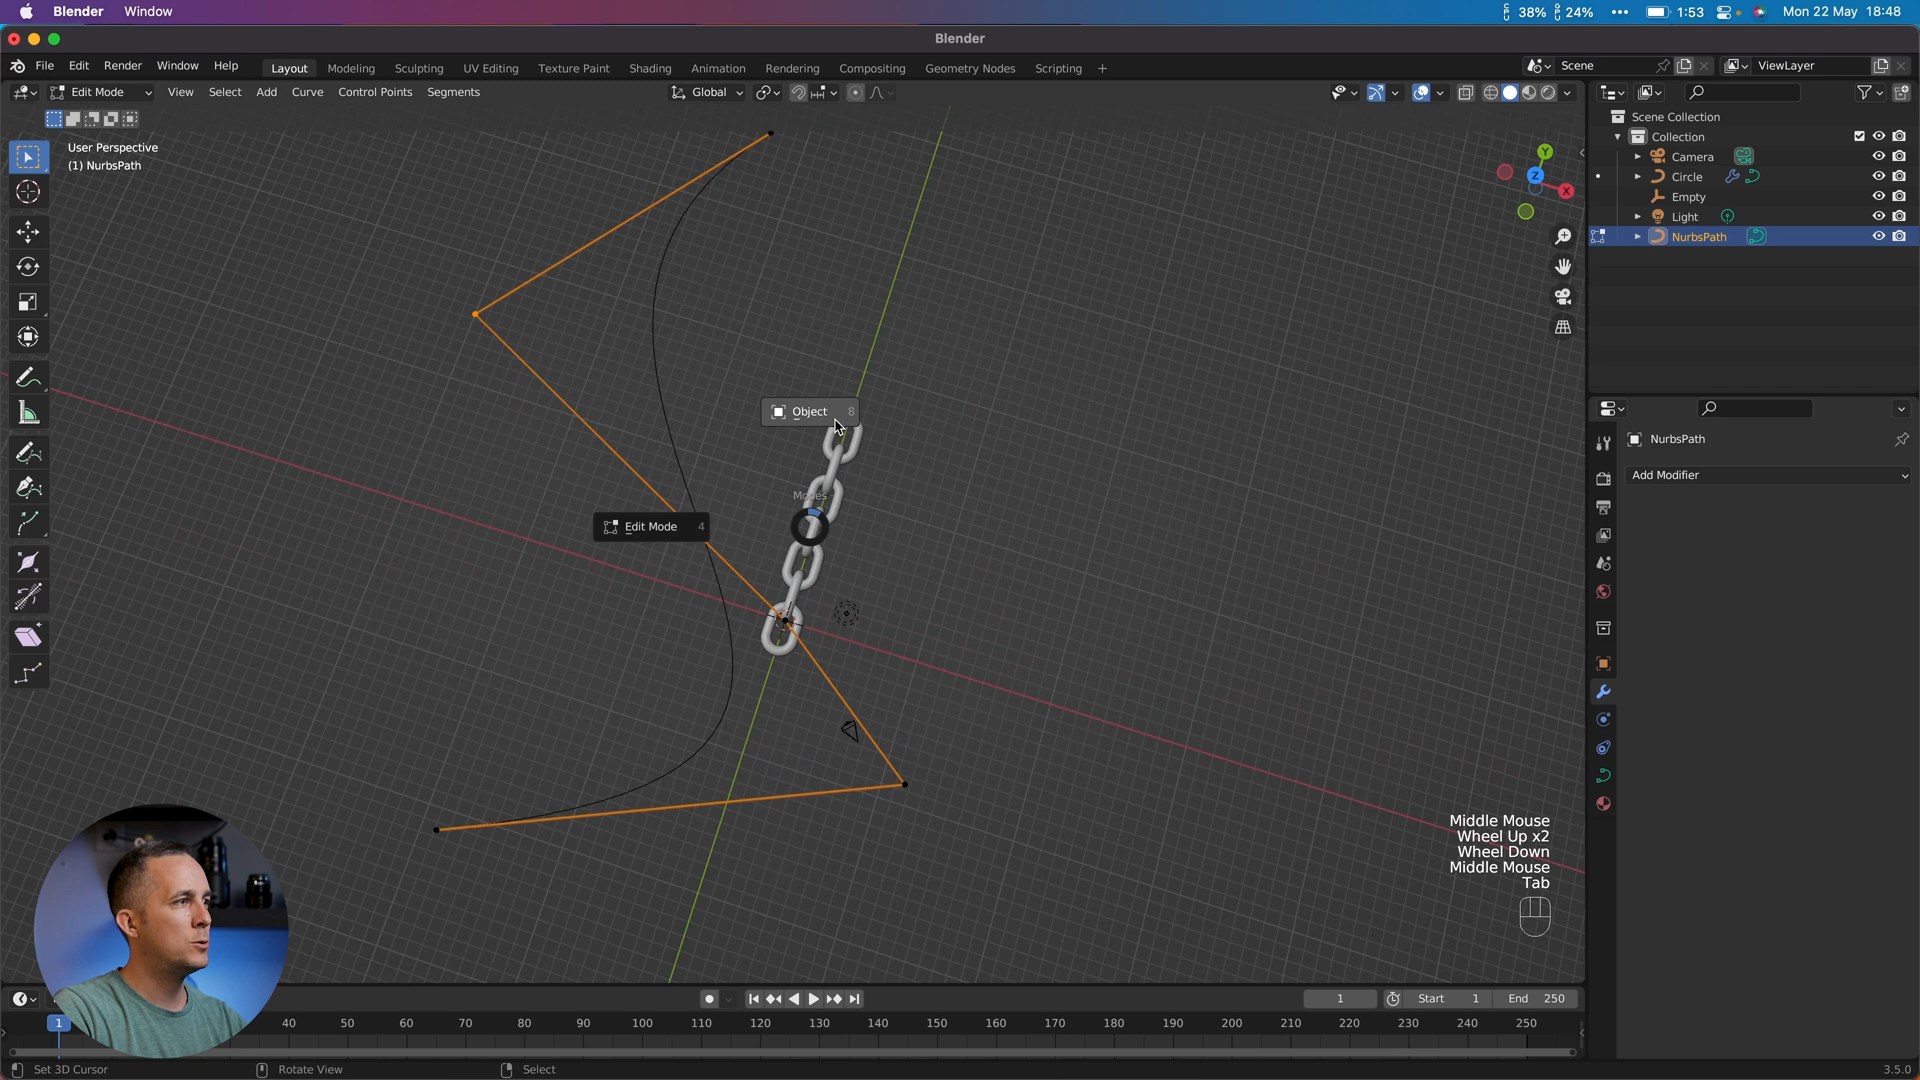 Blender Window 38% 24% 1:53 Mon 22 May 18:48
Blender
File Edit Render Window Help Layout Modeling Sculpting UV Editing Texture Paint Shading Animation Rendering Compositing Geometry Nodes Scripting + Scene ViewLayer
Edit Mode View Select Add Curve Control Points Segments Global
User Perspective
(1) NurbsPath
Y
Z
X
Scene Collection
Collection
Camera
Circle
Empty
Light
NurbsPath
NurbsPath
Add Modifier
Object 8
Modes
Edit Mode 4
Middle Mouse
Wheel Up x2
Wheel Down
Middle Mouse
Tab
1 Start 1 End 250
1 40 50 60 70 80 90 100 110 120 130 140 150 160 170 180 190 200 210 220 230 240 250
Set 3D Cursor Rotate View Select 3.5.0